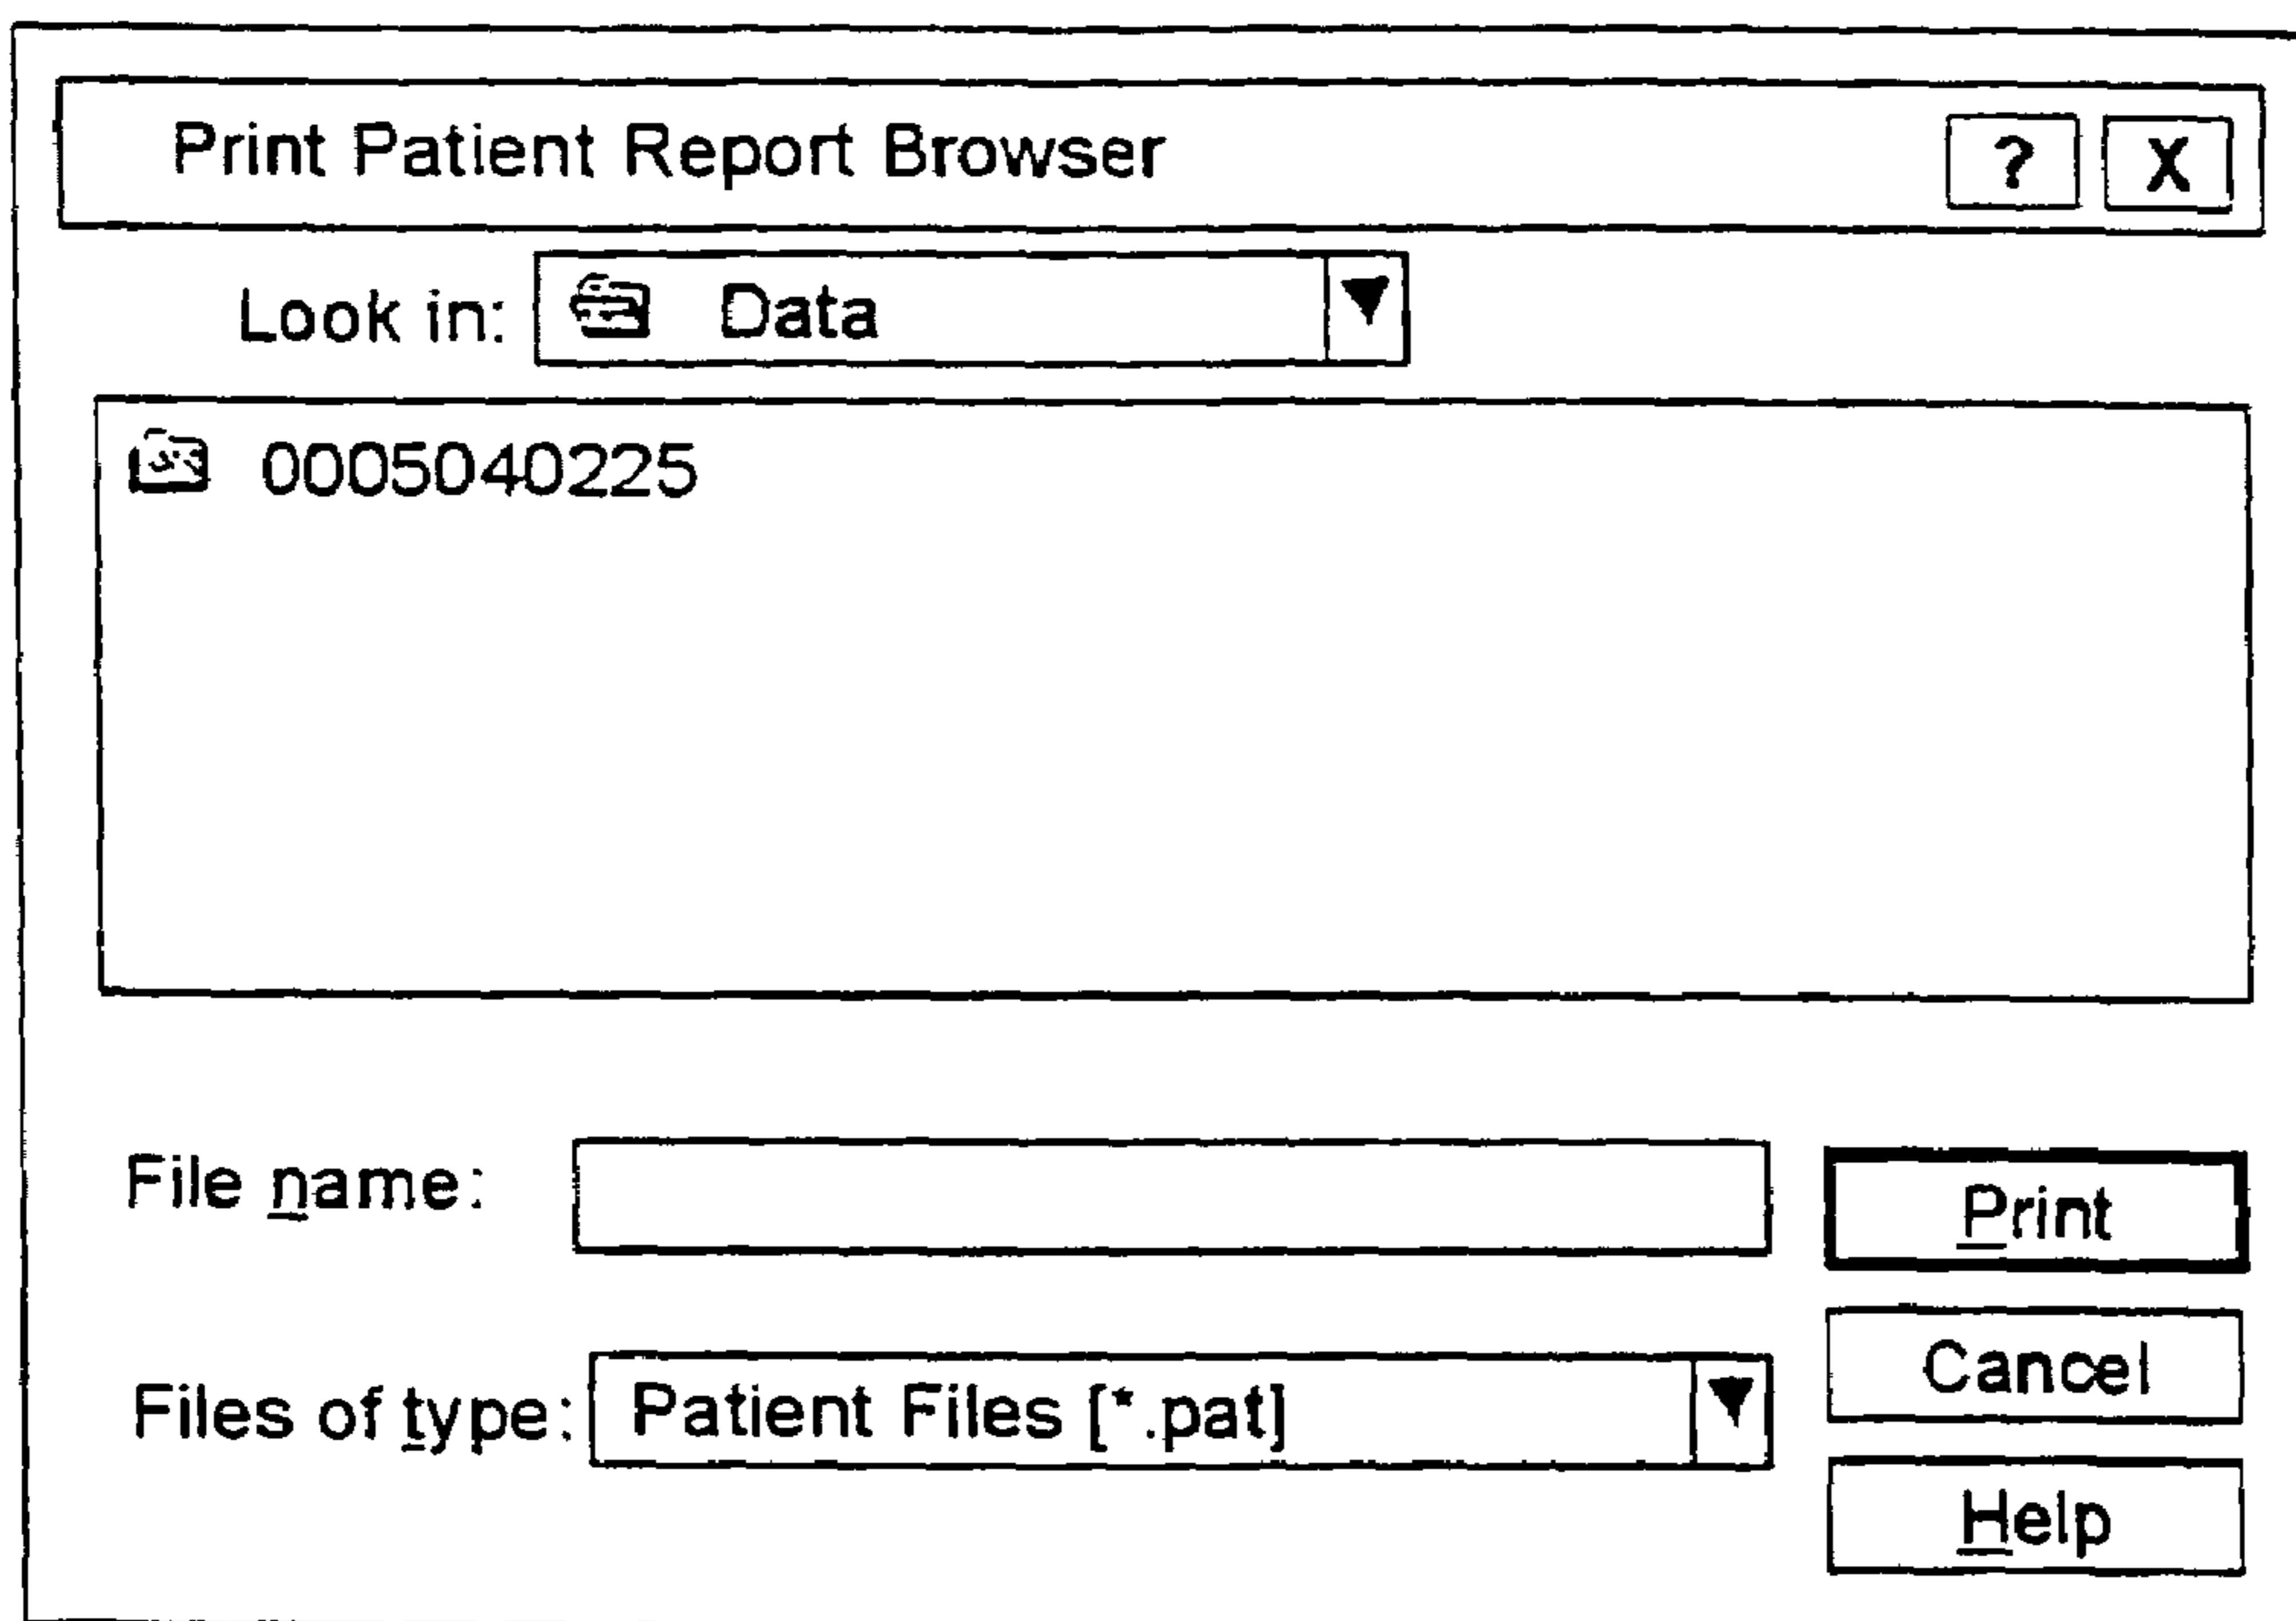 Print Patient Report Browser ? X
Look in: Data
0005040225
File name:
Print
Files of type: Patient Files [*.pat]
Cancel
Help